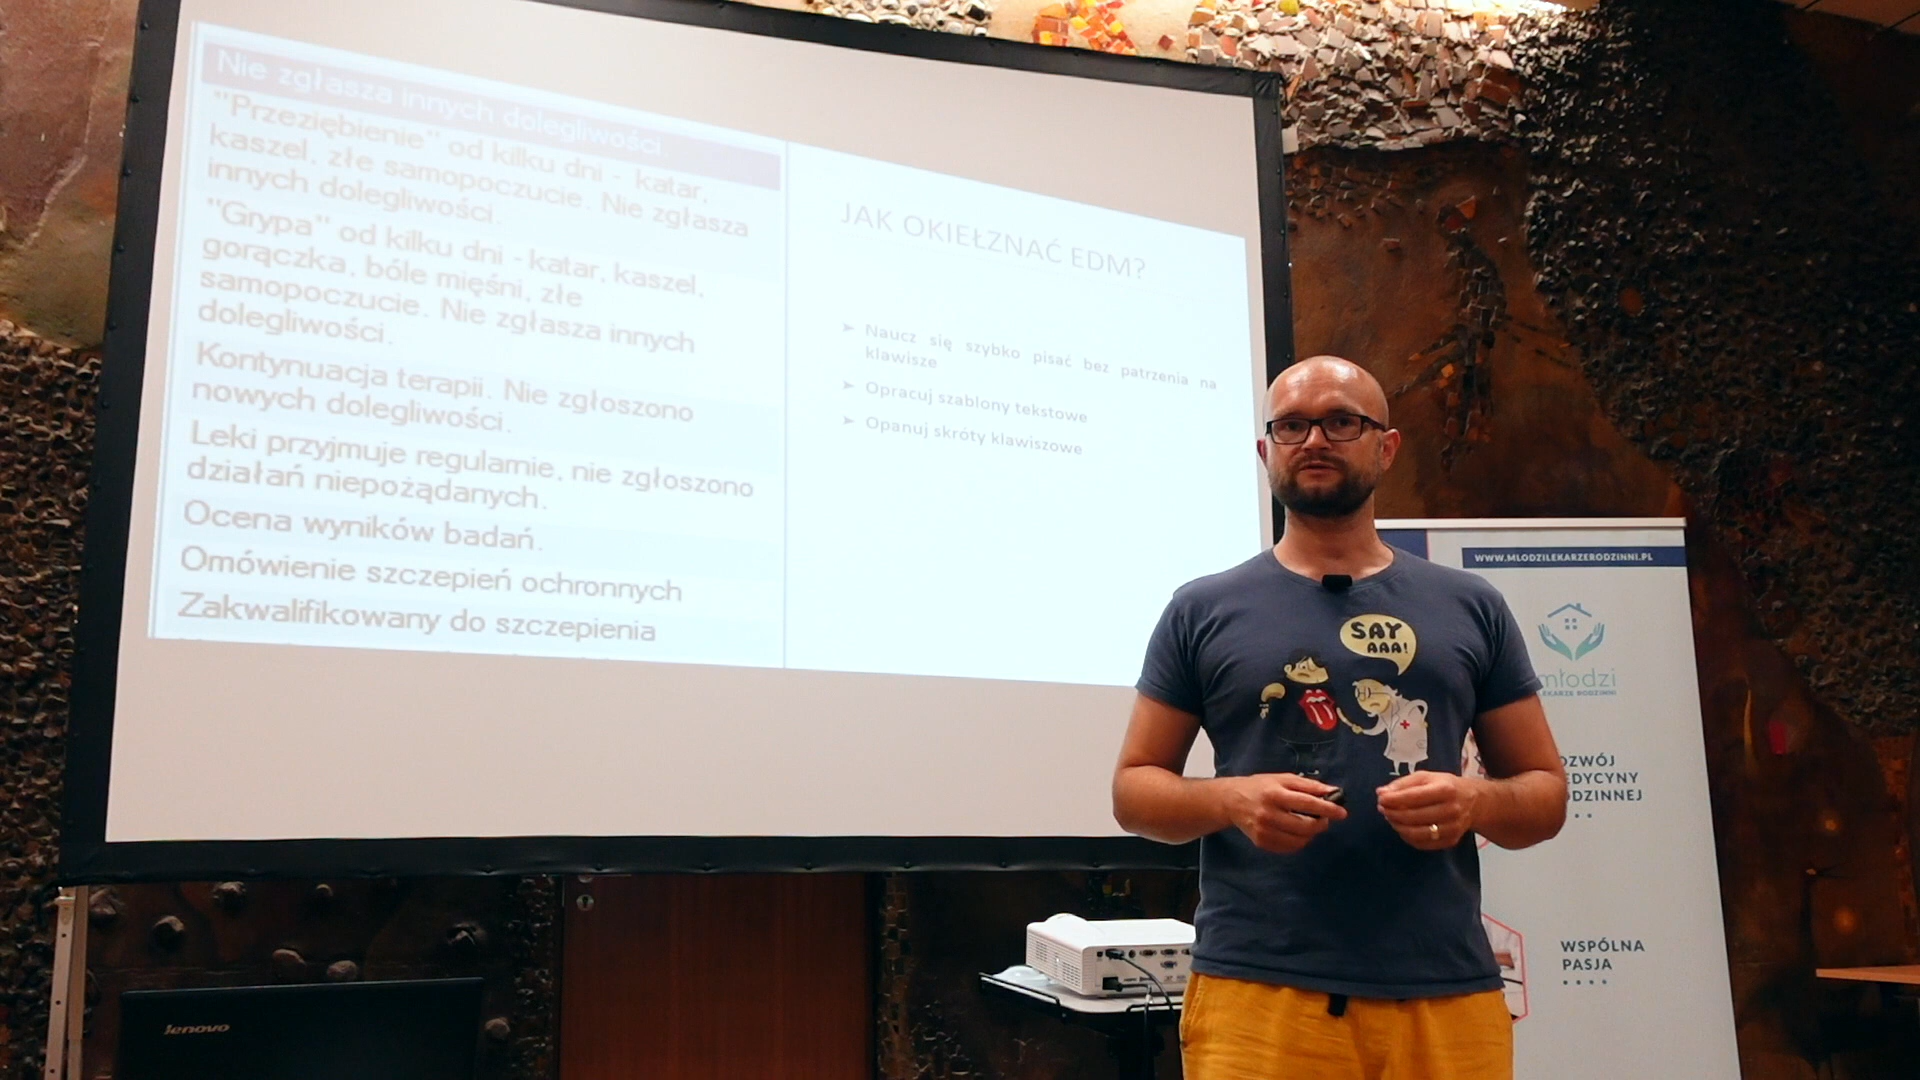 Nie zgłasza innych dolegliwości.
"Przeziębienie" od kilku dni - katar,
kaszel, złe samopoczucie. Nie zgłasza
innych dolegliwości.
"Grypa" od kilku dni - katar, kaszel,
gorączka, bóle mięśni, złe
samopoczucie. Nie zgłasza innych
dolegliwości.
Kontynuacja terapii. Nie zgłoszono
nowych dolegliwości.
Leki przyjmuje regularnie, nie zgłoszono
działań niepożądanych.
Ocena wyników badań.
Omówienie szczepień ochronnych
Zakwalifikowany do szczepienia
JAK OKIEŁZNAĆ EDM?
➤ Naucz się szybko pisać bez patrzenia na
klawisze
➤ Opracuj szablony tekstowe
➤ Opanuj skróty klawiszowe
SAY
AAA!
WWW.MLODZILEKARZERODZINNI.PL
młodzi
LEKARZE RODZINNI
OZWÓJ
EDYCYNY
ODZINNEJ
WSPÓLNA
PASJA
lenovo